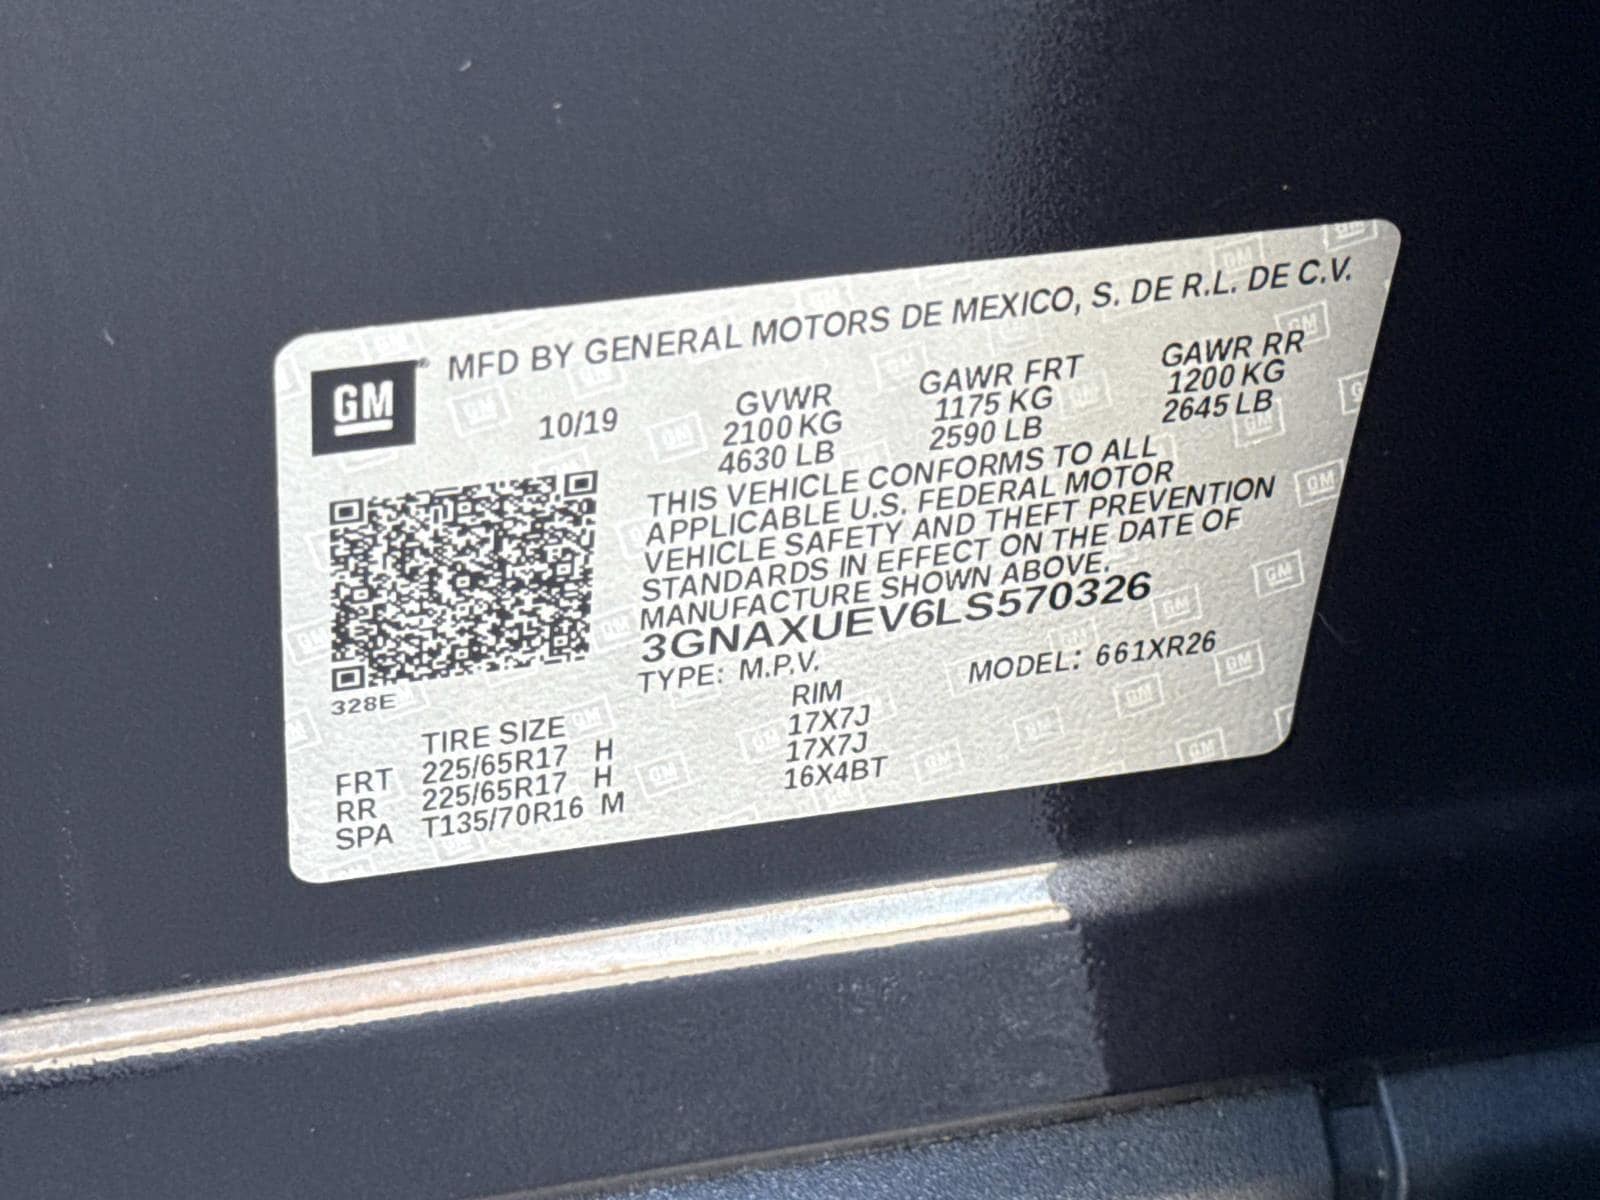 GM
MFD BY GENERAL MOTORS DE MEXICO, S. DE R.L. DE C.V.
10/19
GVWR GAWR FRT GAWR RR
2100 KG 1175 KG 1200 KG
4630 LB 2590 LB 2645 LB
THIS VEHICLE CONFORMS TO ALL
APPLICABLE U.S. FEDERAL MOTOR
VEHICLE SAFETY AND THEFT PREVENTION
STANDARDS IN EFFECT ON THE DATE OF
MANUFACTURE SHOWN ABOVE.
3GNAXUEV6LS570326
TYPE: M.P.V. MODEL: 661XR26
328E
TIRE SIZE RIM
FRT 225/65R17 H 17X7J
RR 225/65R17 H 17X7J
SPA T135/70R16 M 16X4BT